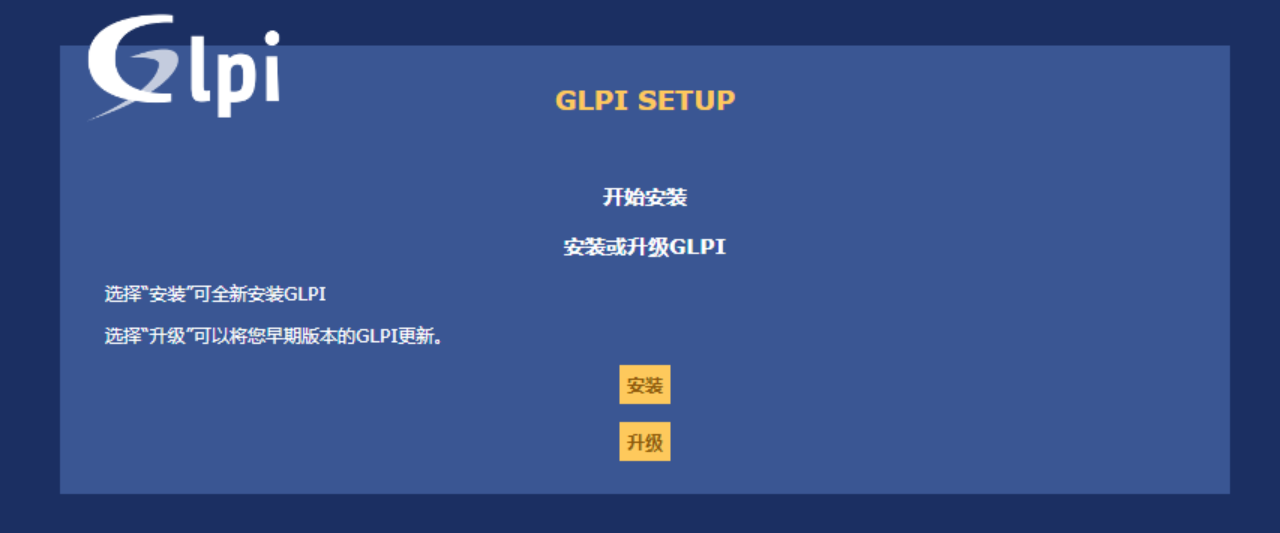 Glpi
GLPI SETUP
开始安装
安装或升级GLPI
选择“安装”可全新安装GLPI
选择“升级”可以将您早期版本的GLPI更新。
安装
升级